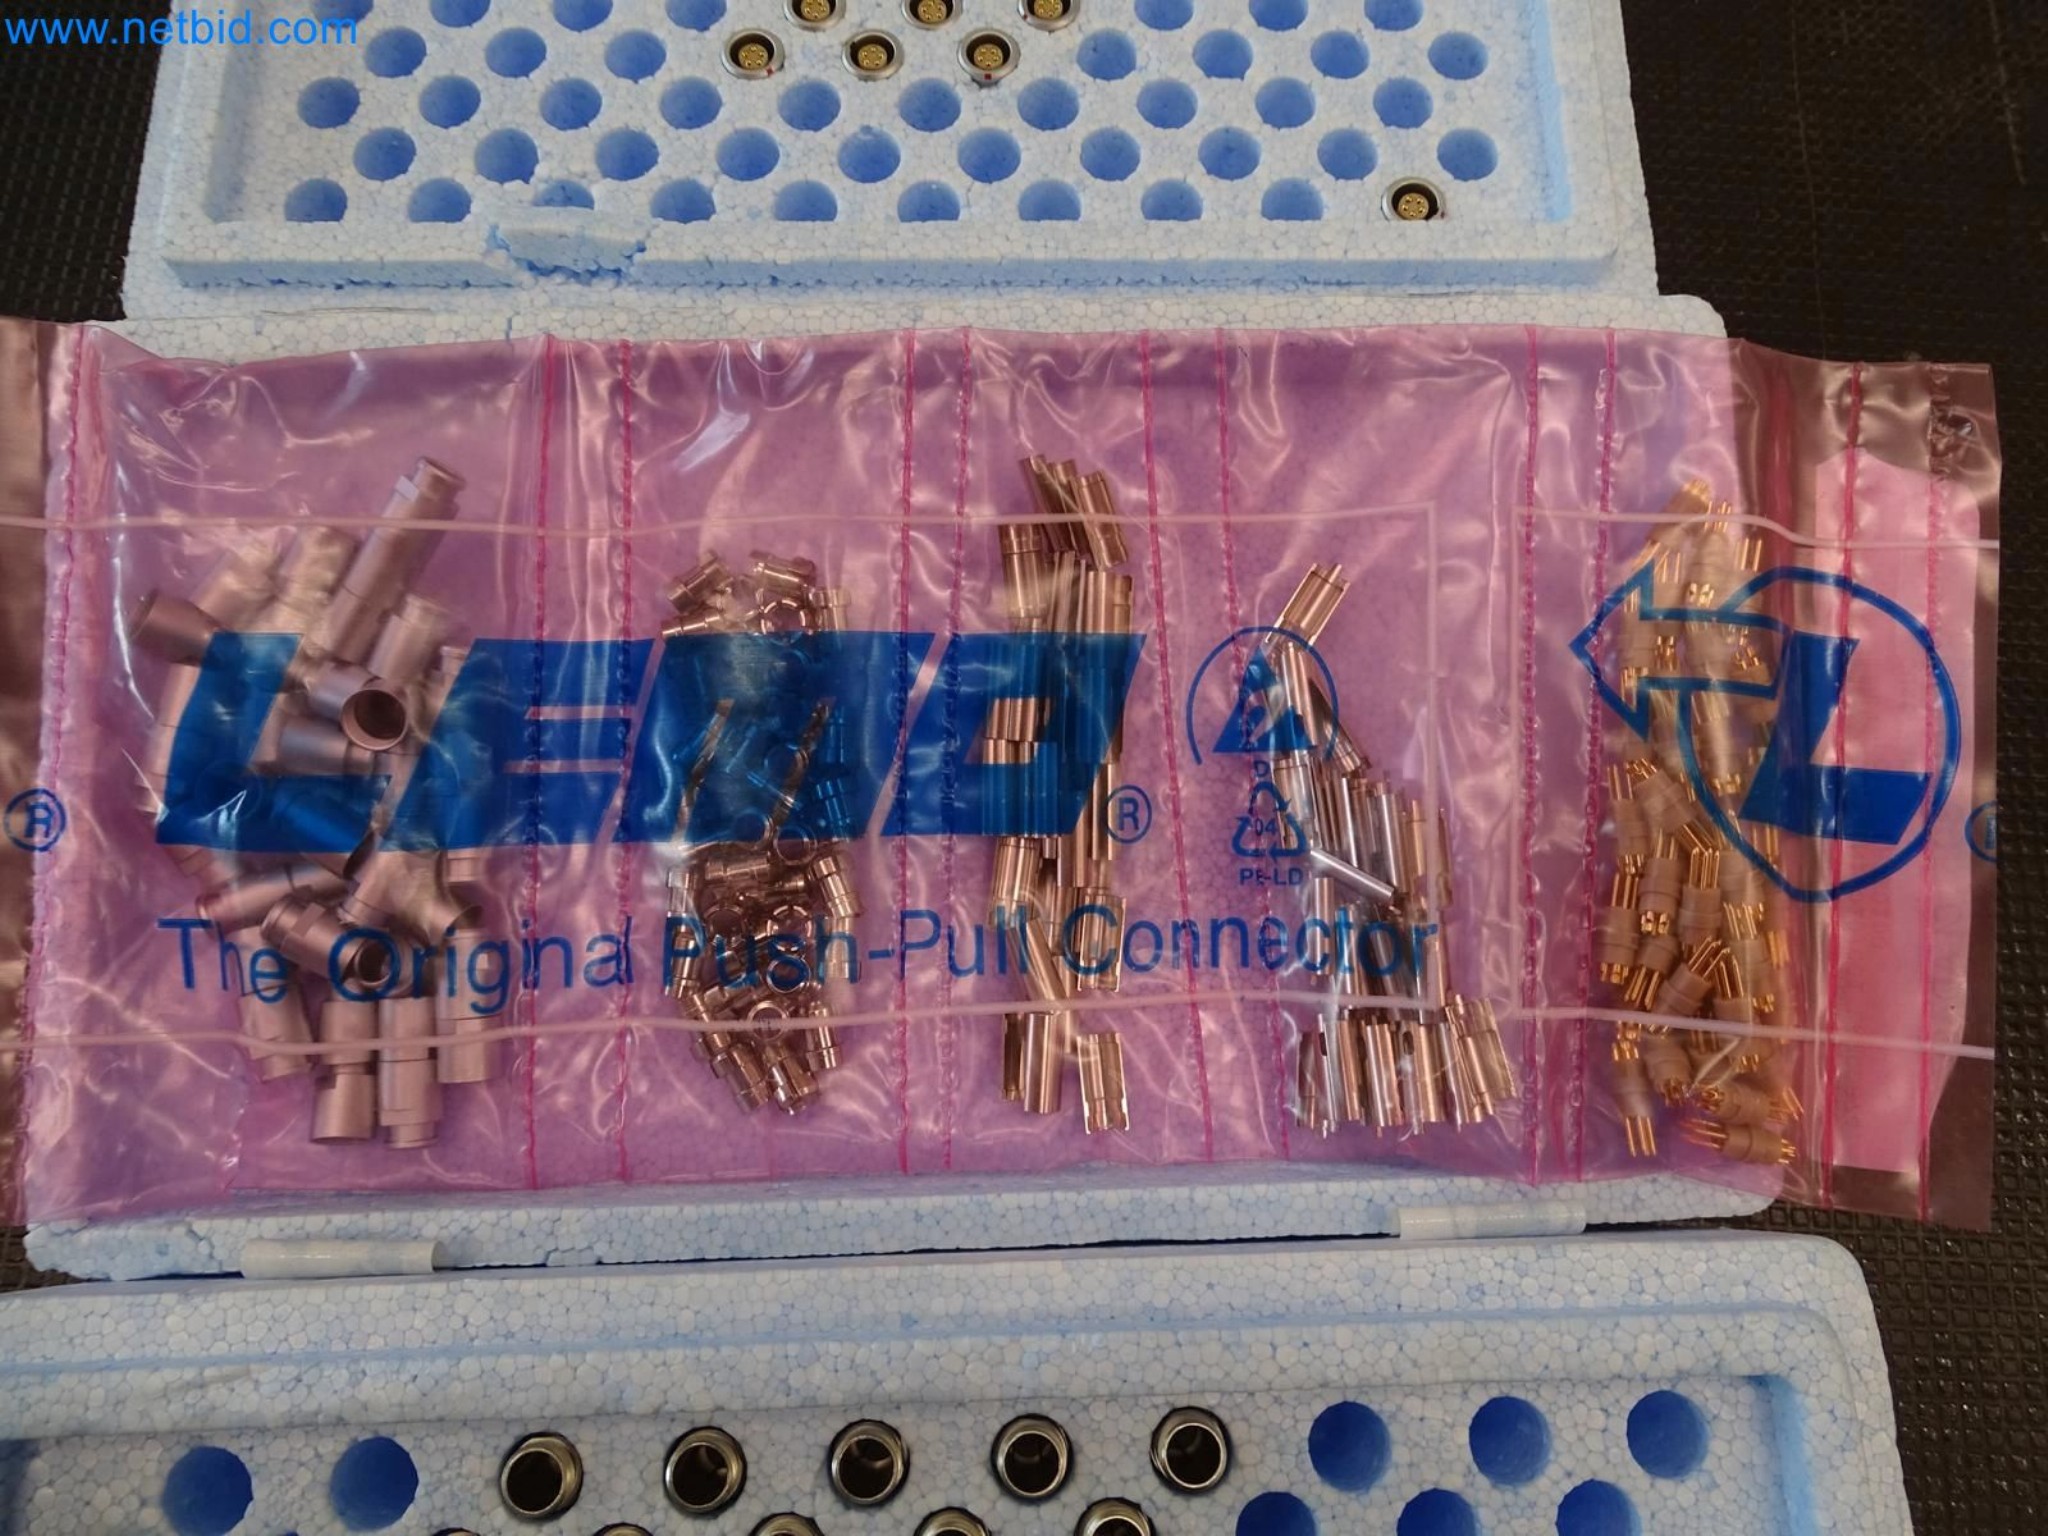 www.netbid.com
LEMO®
04
PE-LD
The Original Push-Pull Connector
L
®
®